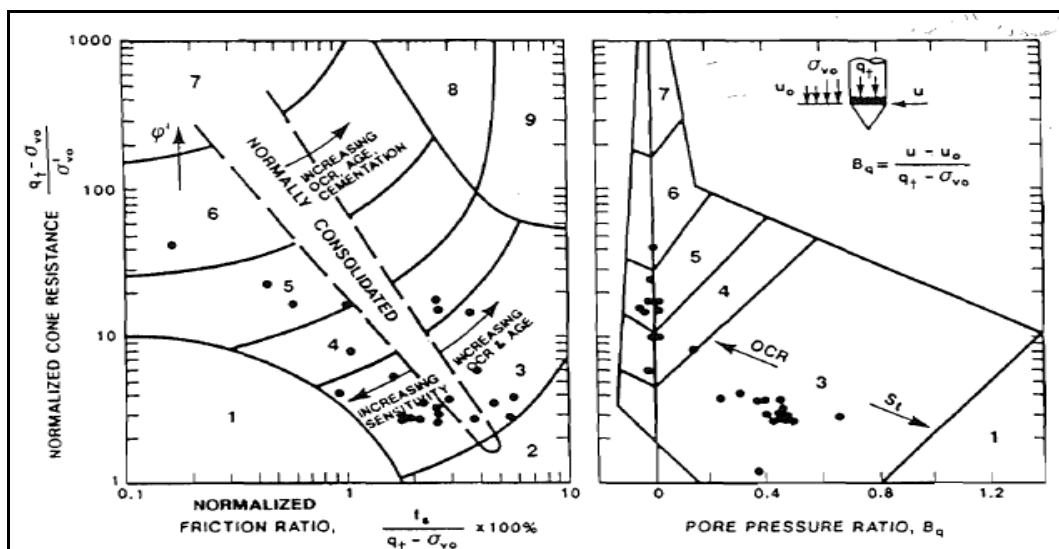 1000
100
10
1
NORMALIZED CONE RESISTANCE
qₜ - σᵥₒ
σ'ᵥₒ
φ'
7
8
9
6
5
4
3
1
2
NORMALLY CONSOLIDATED
INCREASING
OCR, AGE,
CEMENTATION
INCREASING
OCR & AGE
INCREASING
SENSITIVITY
0.1
1
10
NORMALIZED
FRICTION RATIO,
fₛ
qₜ - σᵥₒ
x 100%
σᵥₒ
qₜ
uₒ
u
B_q = (u - uₒ) / (qₜ - σᵥₒ)
7
6
5
4
3
1
OCR
Sₜ
0
0.4
0.8
1.2
PORE PRESSURE RATIO, B_q